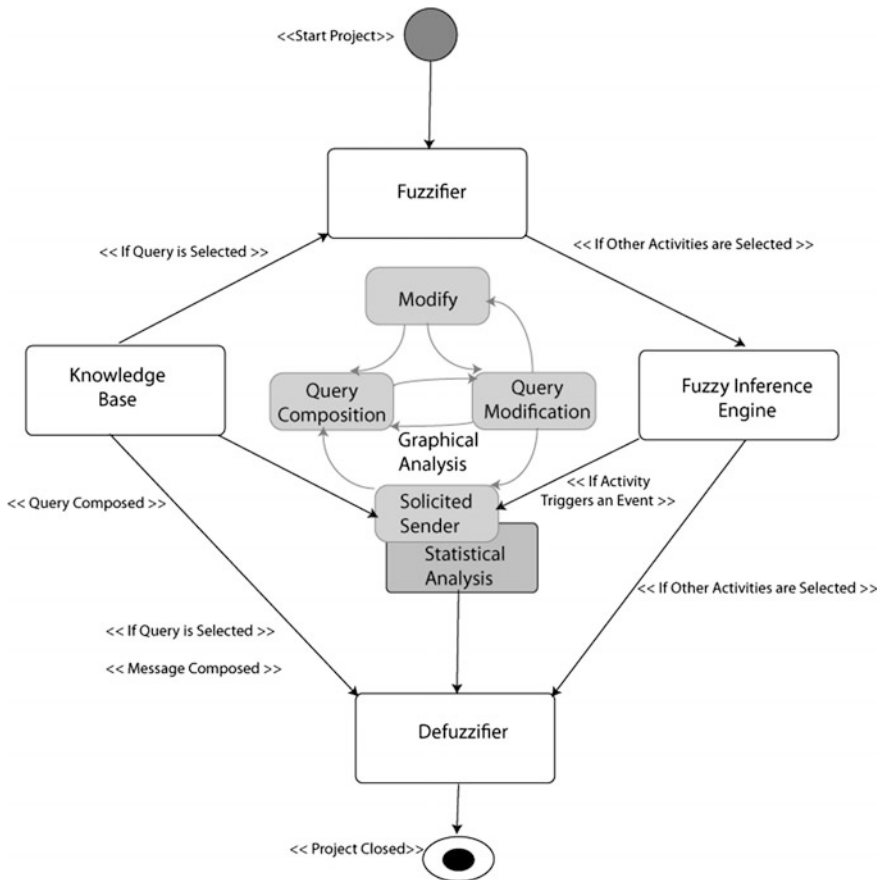 <<Start Project>>
Fuzzifier
<< If Query is Selected >>
<< If Other Activities are Selected >>
Modify
Knowledge
Base
Query
Composition
Query
Modification
Fuzzy Inference
Engine
Graphical
Analysis
<< Query Composed >>
<< If Activity
Triggers an Event >>
Solicited
Sender
Statistical
Analysis
<< If Other Activities are Selected>>
<< If Query is Selected >>
<< Message Composed >>
Defuzzifier
<< Project Closed>>